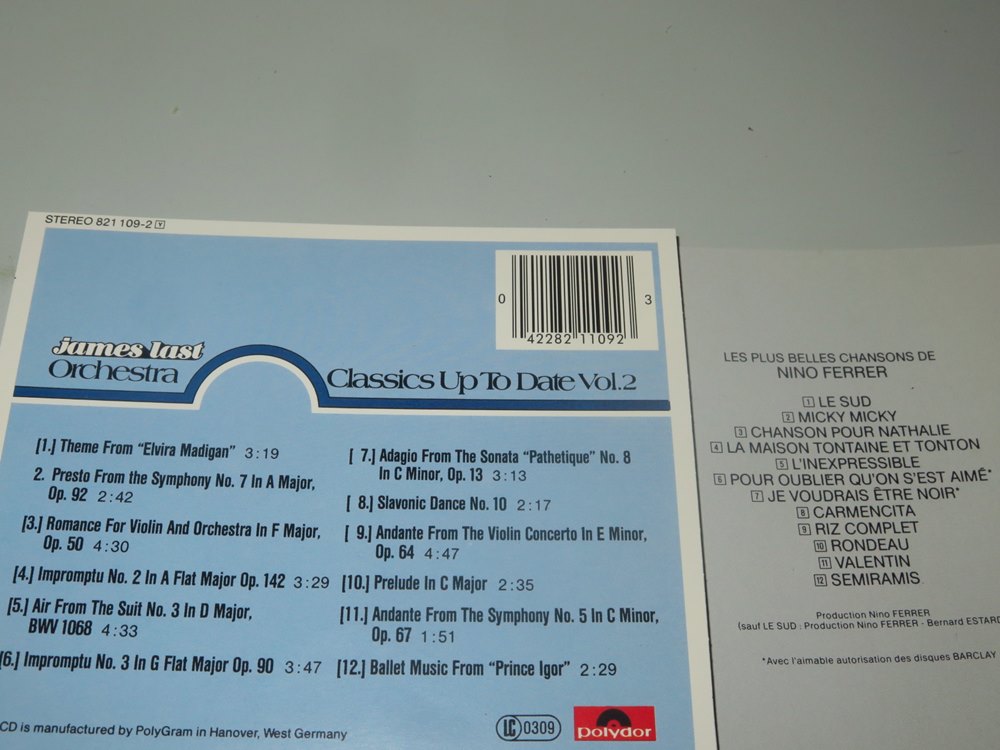 STEREO 821 109-2 Y
0
42282 11092
3
james last
Orchestra
Classics Up To Date Vol.2
[1.] Theme From "Elvira Madigan" 3:19
2. Presto From the Symphony No. 7 In A Major,
Op. 92 2:42
[3.] Romance For Violin And Orchestra In F Major,
Op. 50 4:30
[4.] Impromptu No. 2 In A Flat Major Op. 142 3:29
[5.] Air From The Suit No. 3 In D Major,
BWV 1068 4:33
[6.] Impromptu No. 3 In G Flat Major Op. 90 3:47
[ 7.] Adagio From The Sonata "Pathetique" No. 8
In C Minor, Op. 13 3:13
[ 8.] Slavonic Dance No. 10 2:17
[ 9.] Andante From The Violin Concerto In E Minor,
Op. 64 4:47
[10.] Prelude In C Major 2:35
[11.] Andante From The Symphony No. 5 In C Minor,
Op. 67 1:51
[12.] Ballet Music From "Prince Igor" 2:29
CD is manufactured by PolyGram in Hanover, West Germany
LC 0309
polydor
LES PLUS BELLES CHANSONS DE
NINO FERRER
1 LE SUD
2 MICKY MICKY
3 CHANSON POUR NATHALIE
4 LA MAISON TONTAINE ET TONTON
5 L'INEXPRESSIBLE
6 POUR OUBLIER QU'ON S'EST AIMÉ*
7 JE VOUDRAIS ÊTRE NOIR*
8 CARMENCITA
9 RIZ COMPLET
10 RONDEAU
11 VALENTIN
12 SEMIRAMIS
Production Nino FERRER
(sauf LE SUD : Production Nino FERRER - Bernard ESTARD
*Avec l'aimable autorisation des disques BARCLAY